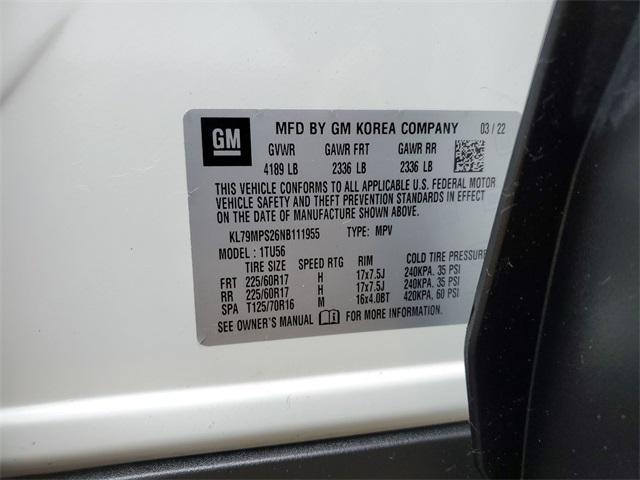 GM
MFD BY GM KOREA COMPANY 03/22
GVWR GAWR FRT GAWR RR
4189 LB 2336 LB 2336 LB
THIS VEHICLE CONFORMS TO ALL APPLICABLE U.S. FEDERAL MOTOR
VEHICLE SAFETY AND THEFT PREVENTION STANDARDS IN EFFECT
ON THE DATE OF MANUFACTURE SHOWN ABOVE.
KL79MPS26NB111955 TYPE: MPV
MODEL : 1TU56
TIRE SIZE SPEED RTG RIM COLD TIRE PRESSURE
FRT 225/60R17 H 17x7.5J 240KPA, 35 PSI
RR 225/60R17 H 17x7.5J 240KPA, 35 PSI
SPA T125/70R16 M 16x4.0BT 420KPA, 60 PSI
SEE OWNER'S MANUAL FOR MORE INFORMATION.